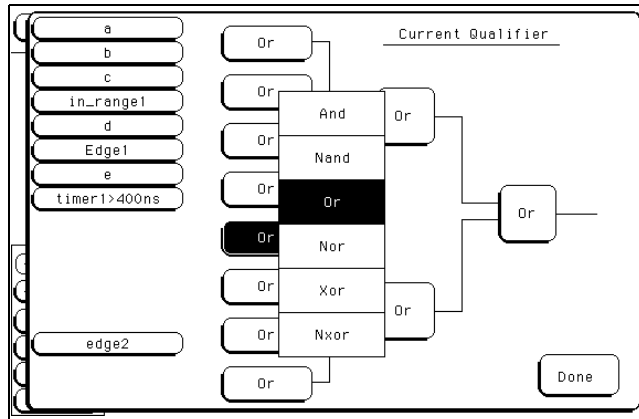 Current Qualifier
a
b
c
in_range1
d
Edge1
e
timer1>400ns
edge2
Or
Or
Or
Or
Or
Or
Or
Or
And
Nand
Or
Nor
Xor
Nxor
Or
Or
Or
Done